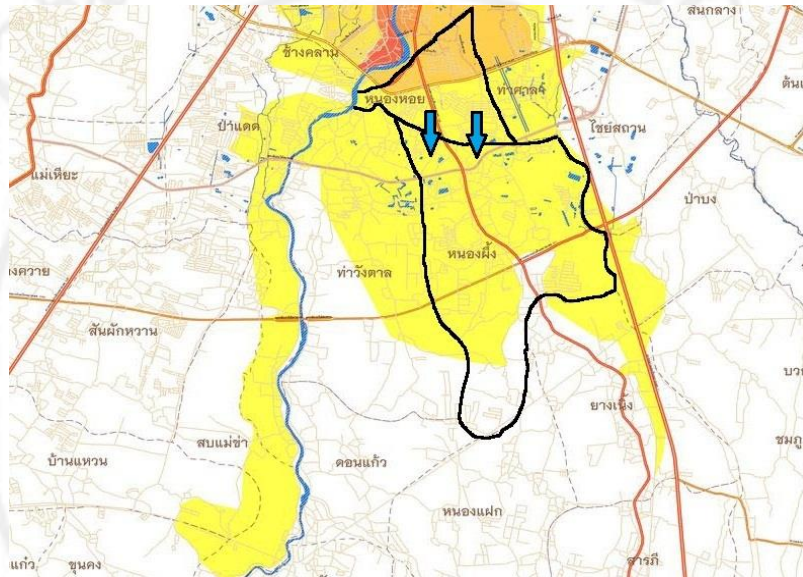 สันกลาง
ช้างคลาน
หนองหอย
ท่าศาลา
ป่าแดด
ไชยสถาน
แม่เหียะ
ป่าบง
ท่าวังตาล
หนองผึ้ง
สันผักหวาน
ยางเนิ้ง
สบแม่ข่า
บ้านแหวน
ดอนแก้ว
ชมภู
หนองแฝก
ขุนคง
สารภี